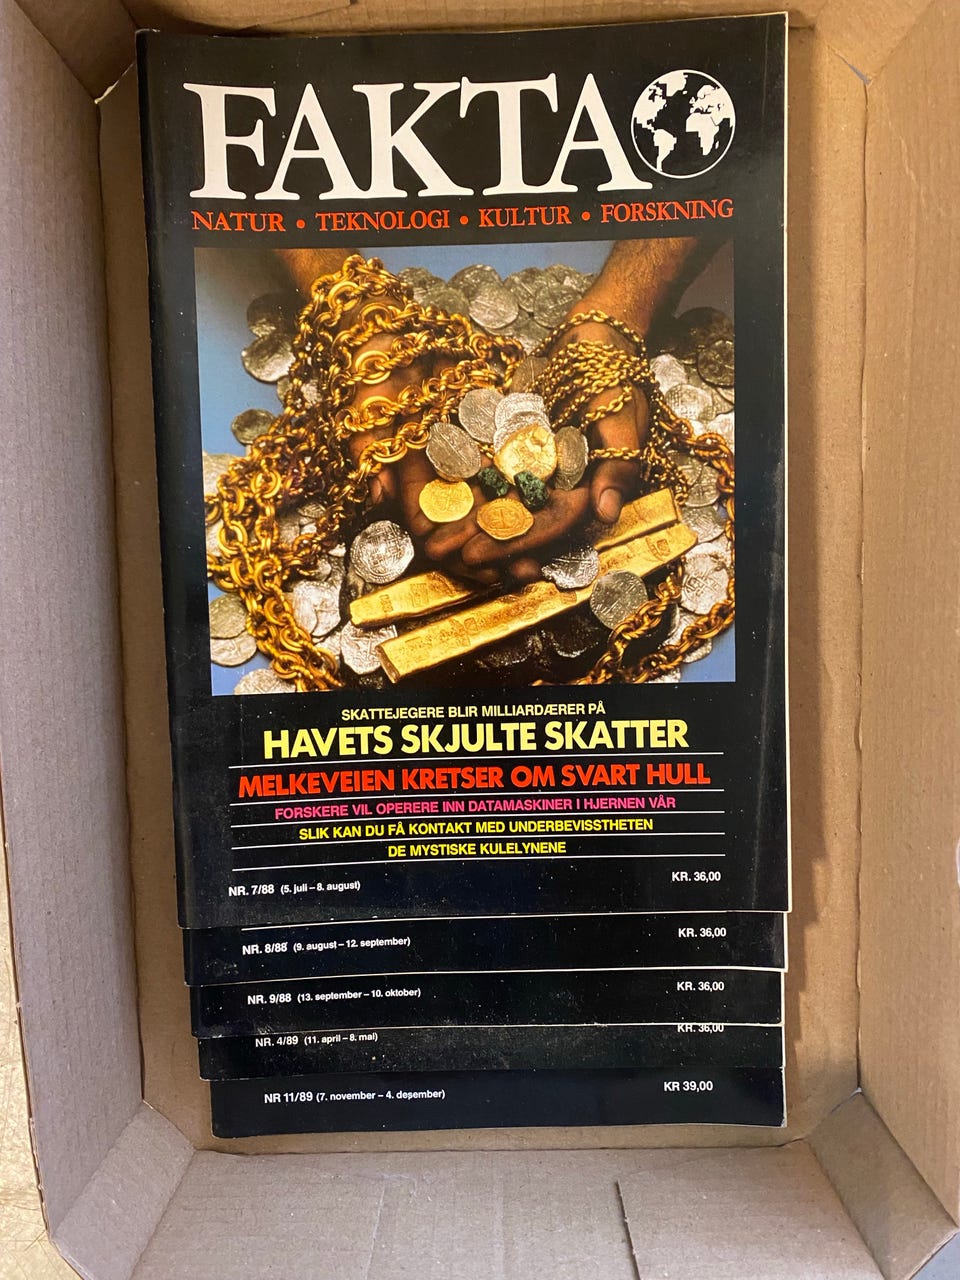 FAKTA
NATUR • TEKNOLOGI • KULTUR • FORSKNING
SKATTEJEGERE BLIR MILLIARDÆRER PÅ
HAVETS SKJULTE SKATTER
MELKEVEIEN KRETSER OM SVART HULL
FORSKERE VIL OPERERE INN DATAMASKINER I HJERNEN VÅR
SLIK KAN DU FÅ KONTAKT MED UNDERBEVISSTHETEN
DE MYSTISKE KULELYNENE
NR. 7/88 (5. juli – 8. august) KR. 36,00
NR. 8/88 (9. august – 12. september) KR. 36,00
NR. 9/88 (13. september – 10. oktober) KR. 36,00
NR. 4/89 (11. april – 8. mai) KR. 36,00
NR 11/89 (7. november – 4. desember) KR 39,00